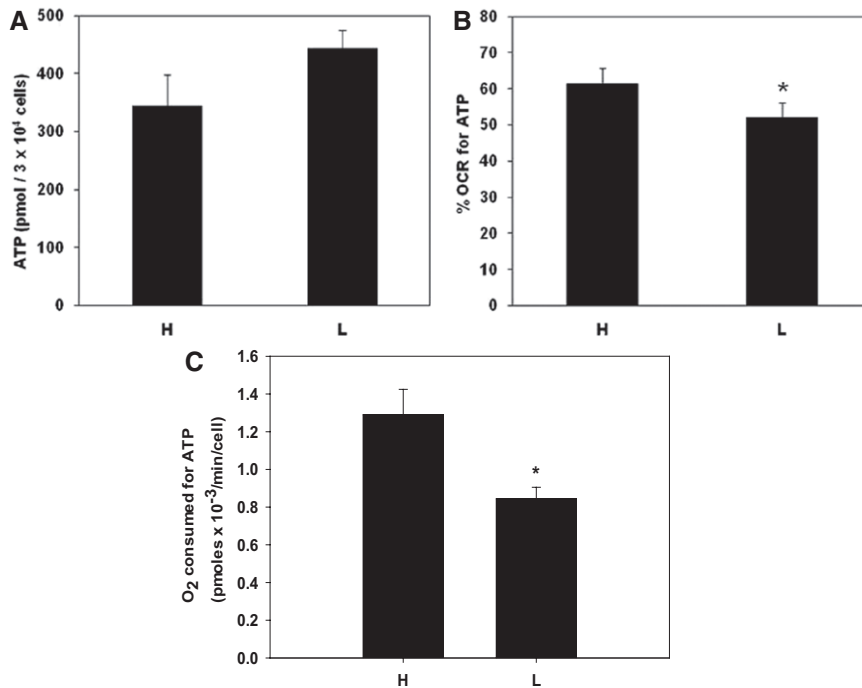 A
ATP (pmol / 3 x 10⁴ cells)
500
400
300
200
100
0
H L
B
% OCR for ATP
80
70
60
50
40
30
20
10
0
*
H L
C
O₂ consumed for ATP
(pmoles x 10⁻³/min/cell)
1.6
1.4
1.2
1.0
0.8
0.6
0.4
0.2
0.0
*
H L